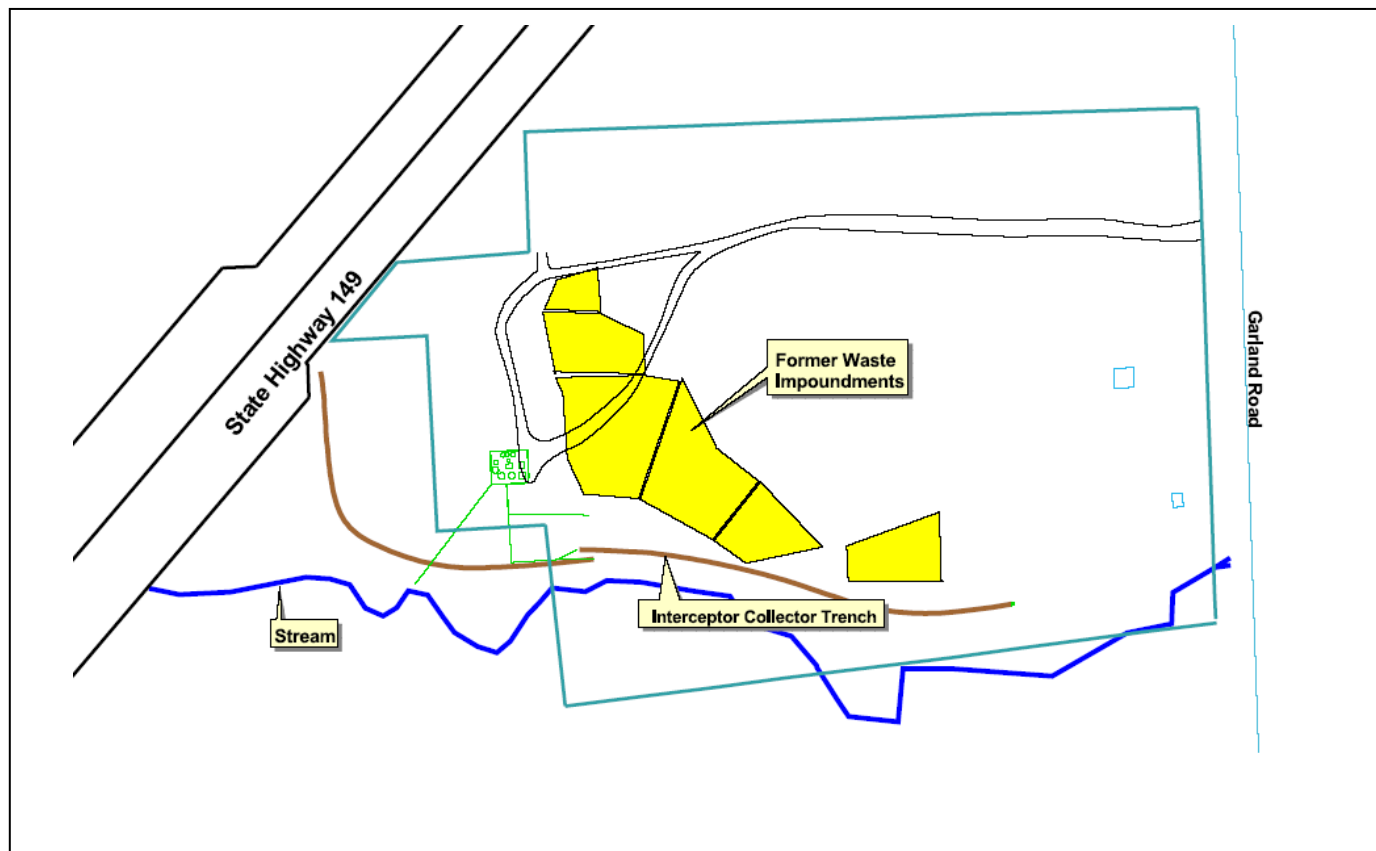 State Highway 149
Garland Road
Former Waste
Impoundments
Interceptor Collector Trench
Stream